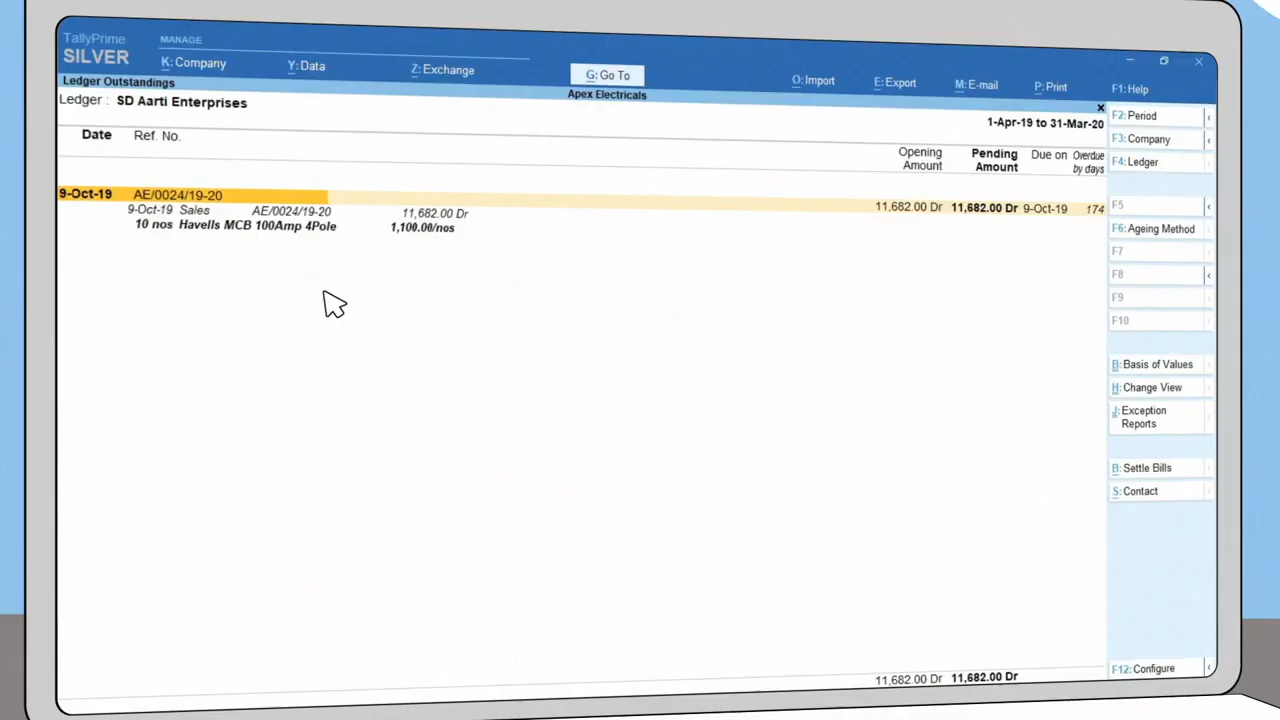 TallyPrime
SILVER
MANAGE
K: Company Y: Data Z: Exchange G: Go To O: Import E: Export M: E-mail P: Print F1: Help
Ledger Outstandings Apex Electricals
Ledger : SD Aarti Enterprises
1-Apr-19 to 31-Mar-20
Date Ref. No. Opening Amount Pending Amount Due on Overdue by days
9-Oct-19 AE/0024/19-20 11,682.00 Dr 11,682.00 Dr 9-Oct-19 174
9-Oct-19 Sales AE/0024/19-20 11,682.00 Dr
10 nos Havells MCB 100Amp 4Pole 1,100.00/nos
11,682.00 Dr 11,682.00 Dr
F2: Period
F3: Company
F4: Ledger
F5
F6: Ageing Method
F7
F8
F9
F10
B: Basis of Values
H: Change View
J: Exception
Reports
B: Settle Bills
S: Contact
F12: Configure